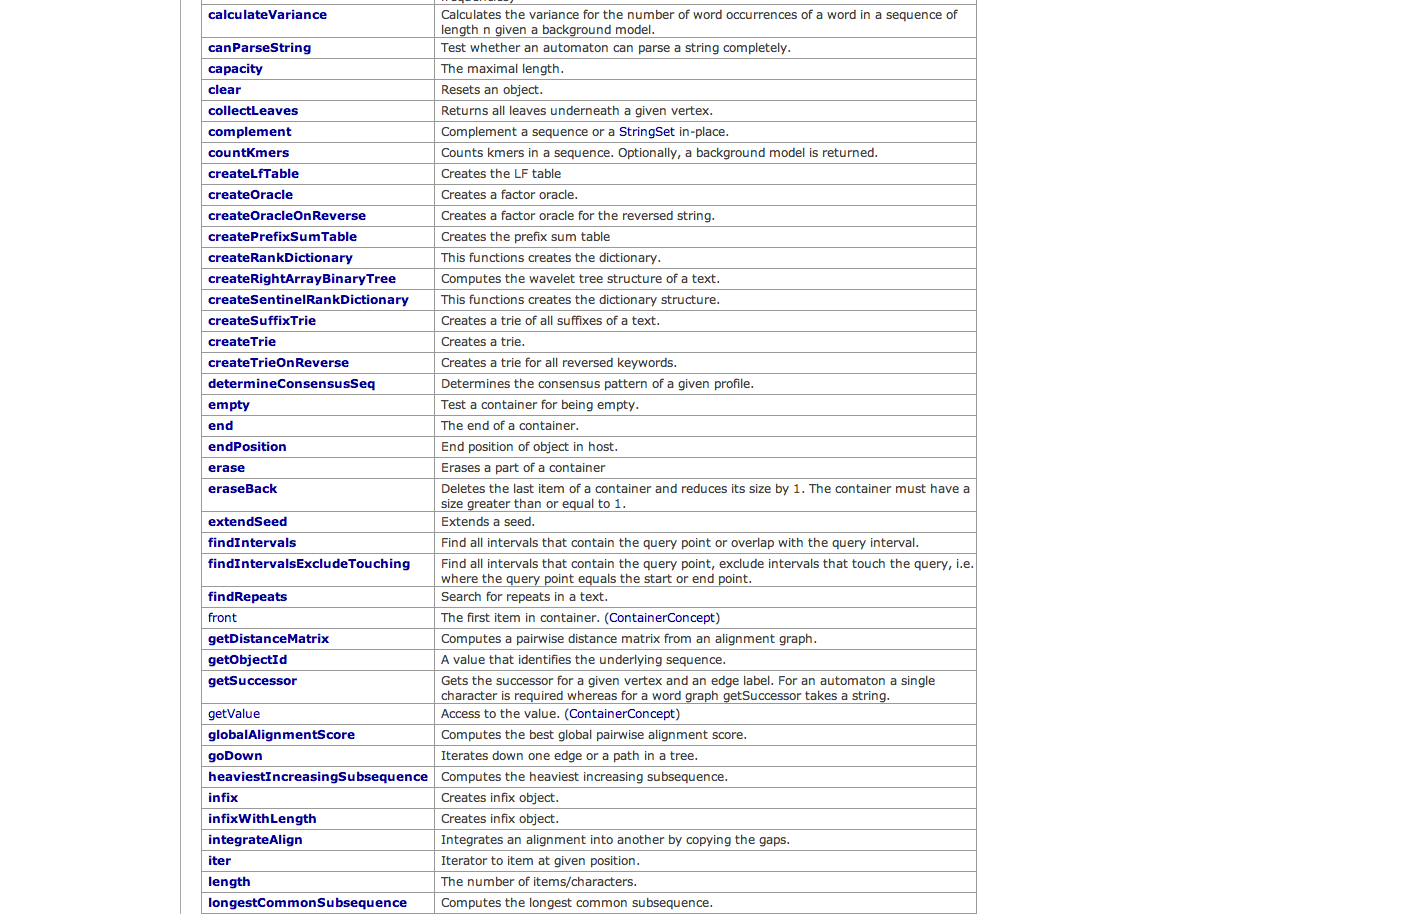 frequencies)
calculateVariance Calculates the variance for the number of word occurrences of a word in a sequence of
length n given a background model.
canParseString Test whether an automaton can parse a string completely.
capacity The maximal length.
clear Resets an object.
collectLeaves Returns all leaves underneath a given vertex.
complement Complement a sequence or a StringSet in-place.
countKmers Counts kmers in a sequence. Optionally, a background model is returned.
createLfTable Creates the LF table
createOracle Creates a factor oracle.
createOracleOnReverse Creates a factor oracle for the reversed string.
createPrefixSumTable Creates the prefix sum table
createRankDictionary This functions creates the dictionary.
createRightArrayBinaryTree Computes the wavelet tree structure of a text.
createSentinelRankDictionary This functions creates the dictionary structure.
createSuffixTrie Creates a trie of all suffixes of a text.
createTrie Creates a trie.
createTrieOnReverse Creates a trie for all reversed keywords.
determineConsensusSeq Determines the consensus pattern of a given profile.
empty Test a container for being empty.
end The end of a container.
endPosition End position of object in host.
erase Erases a part of a container
eraseBack Deletes the last item of a container and reduces its size by 1. The container must have a
size greater than or equal to 1.
extendSeed Extends a seed.
findIntervals Find all intervals that contain the query point or overlap with the query interval.
findIntervalsExcludeTouching Find all intervals that contain the query point, exclude intervals that touch the query, i.e.
where the query point equals the start or end point.
findRepeats Search for repeats in a text.
front The first item in container. (ContainerConcept)
getDistanceMatrix Computes a pairwise distance matrix from an alignment graph.
getObjectId A value that identifies the underlying sequence.
getSuccessor Gets the successor for a given vertex and an edge label. For an automaton a single
character is required whereas for a word graph getSuccessor takes a string.
getValue Access to the value. (ContainerConcept)
globalAlignmentScore Computes the best global pairwise alignment score.
goDown Iterates down one edge or a path in a tree.
heaviestIncreasingSubsequence Computes the heaviest increasing subsequence.
infix Creates infix object.
infixWithLength Creates infix object.
integrateAlign Integrates an alignment into another by copying the gaps.
iter Iterator to item at given position.
length The number of items/characters.
longestCommonSubsequence Computes the longest common subsequence.